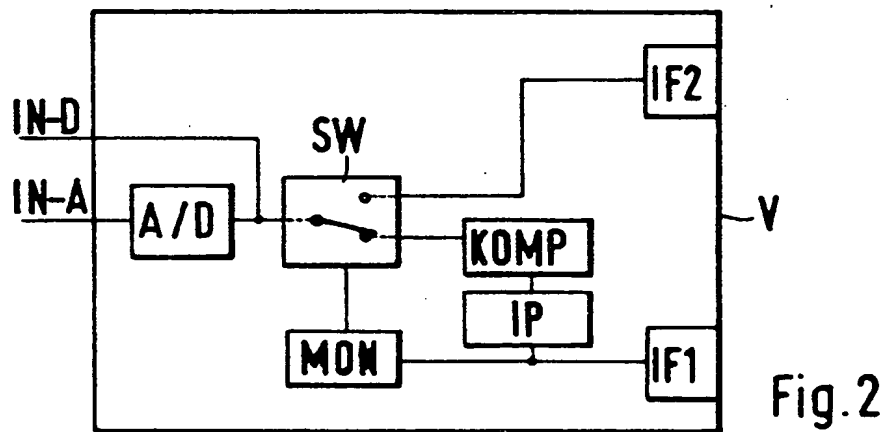 IF2
IN-D
SW
IN-A
A/D
V
KOMP
IP
MON
IF1
Fig.2